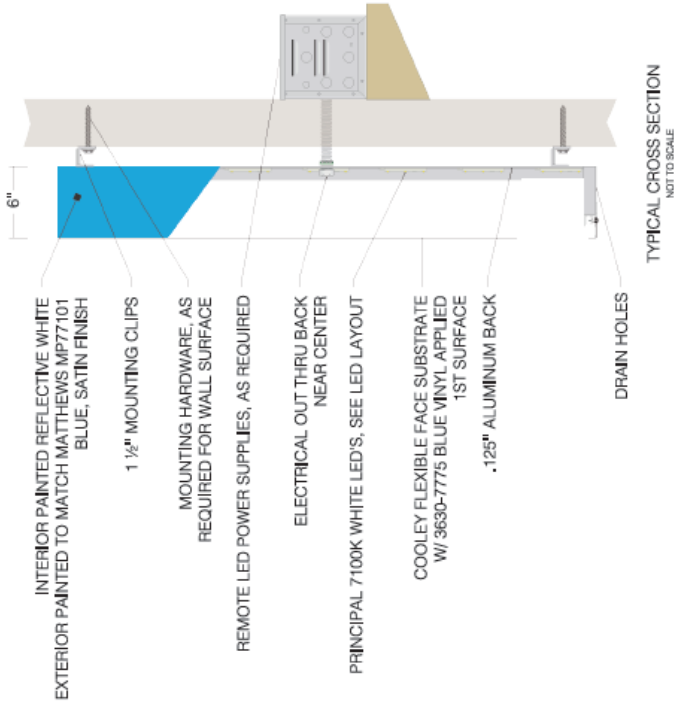 6"
INTERIOR PAINTED REFLECTIVE WHITE
EXTERIOR PAINTED TO MATCH MATTHEWS MP77101
BLUE, SATIN FINISH
1 ½" MOUNTING CLIPS
MOUNTING HARDWARE, AS
REQUIRED FOR WALL SURFACE
REMOTE LED POWER SUPPLIES, AS REQUIRED
ELECTRICAL OUT THRU BACK
NEAR CENTER
PRINCIPAL 7100K WHITE LED'S, SEE LED LAYOUT
COOLEY FLEXIBLE FACE SUBSTRATE
W/ 3630-7775 BLUE VINYL APPLIED
1ST SURFACE
.125" ALUMINUM BACK
DRAIN HOLES
TYPICAL CROSS SECTION
NOT TO SCALE